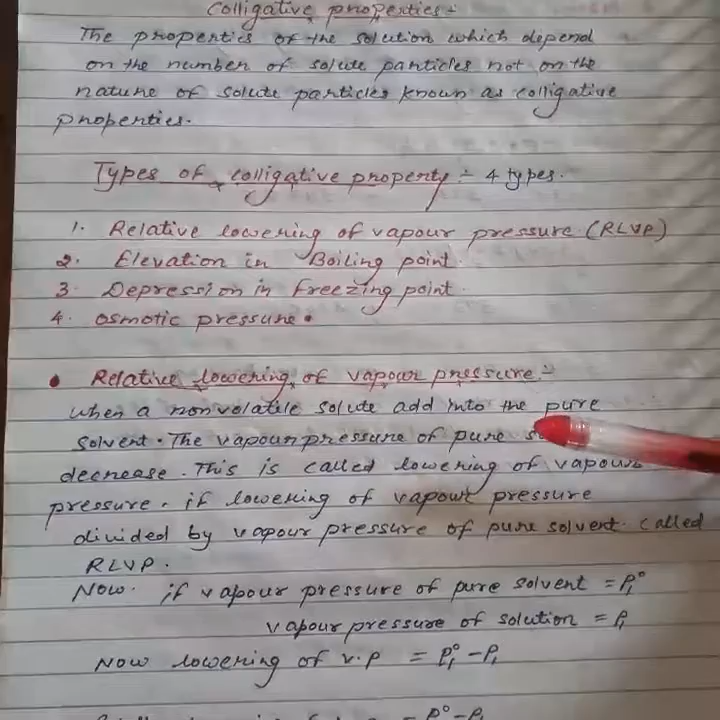 Colligative properties:-
The properties of the solution which depend
on the number of solute particles not on the
nature of solute particles known as colligative
properties.
Types of colligative property :- 4 types.
1. Relative lowering of vapour pressure (RLVP)
2. Elevation in Boiling point.
3. Depression in freezing point.
4. osmotic pressure.
• Relative lowering of vapour pressure :-
when a nonvolatile solute add into the pure
solvent. The vapour pressure of pure
decrease. This is called lowering of vapour
pressure. if lowering of vapour pressure
divided by vapour pressure of pure solvent. called
RLVP.
Now. if vapour pressure of pure solvent = P₁°
vapour pressure of solution = P₁
Now lowering of v.p = P₁° - P₁
= P° - P₁